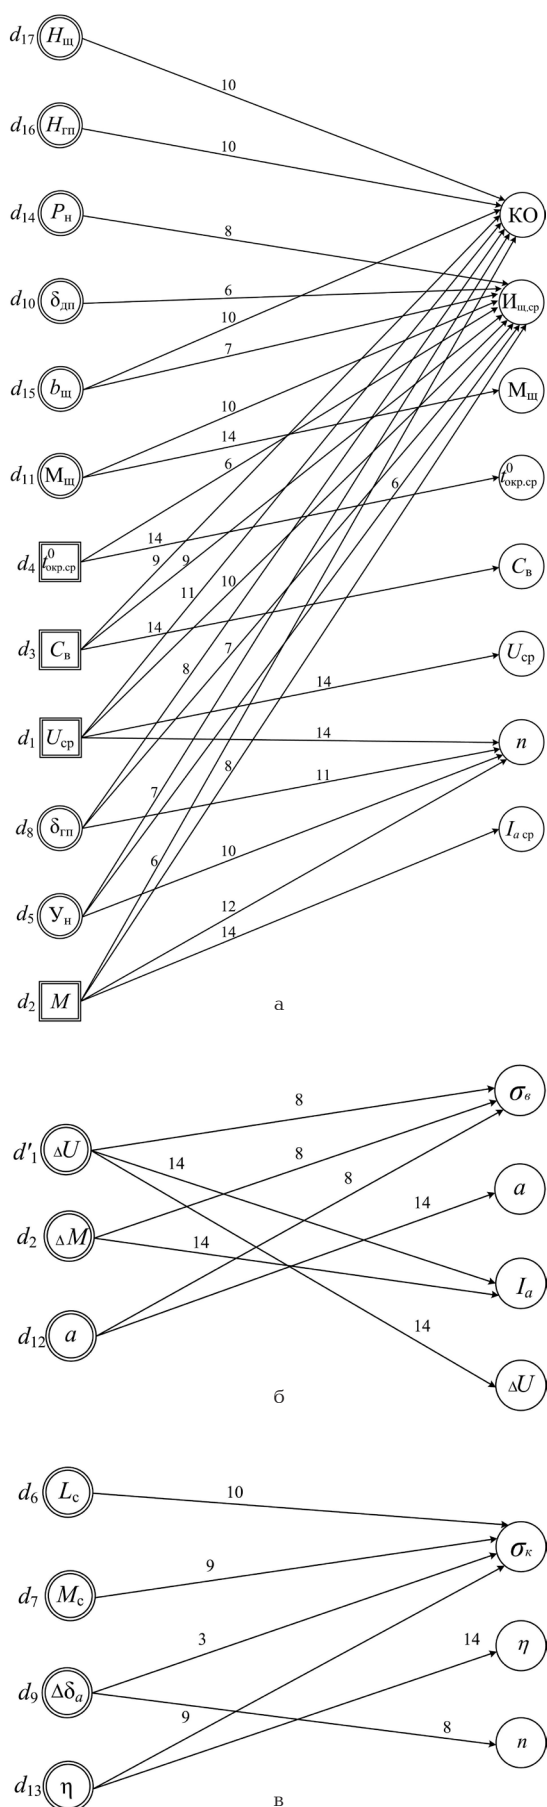 d₁₇ Hщ
10
d₁₆ Hгп
10
КО
d₁₄ Pн
8
d₁₀ δдп
6
Ищ,ср
10
d₁₅ bщ
7
Мщ
10
d₁₁ Мщ
14
6
6
t⁰окр.ср
d₄ t⁰окр.ср
14
9
9
Cв
10
11
d₃ Cв
14
7
8
Uср
14
d₁ Uср
14
n
7
8
11
d₈ δгп
Iа ср
10
6
d₅ Ун
12
14
d₂ M
а
σв
8
d'₁ ΔU
8
14
8
a
14
d₂ ΔM
14
Iа
d₁₂ a
14
ΔU
б
d₆ Lс
10
σк
9
d₇ Mс
3
14
η
d₉ Δδа
9
8
n
d₁₃ η
в